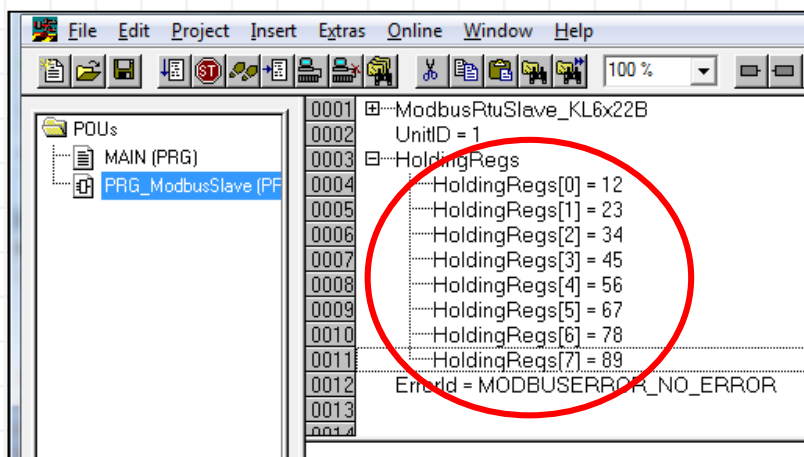 File Edit Project Insert Extras Online Window Help
100 %
POUs
MAIN (PRG)
PRG_ModbusSlave (PF
0001 ModbusRtuSlave_KL6x22B
0002 UnitID = 1
0003 HoldingRegs
0004 HoldingRegs[0] = 12
0005 HoldingRegs[1] = 23
0006 HoldingRegs[2] = 34
0007 HoldingRegs[3] = 45
0008 HoldingRegs[4] = 56
0009 HoldingRegs[5] = 67
0010 HoldingRegs[6] = 78
0011 HoldingRegs[7] = 89
0012 ErrorId = MODBUSERROR_NO_ERROR
0013
0014